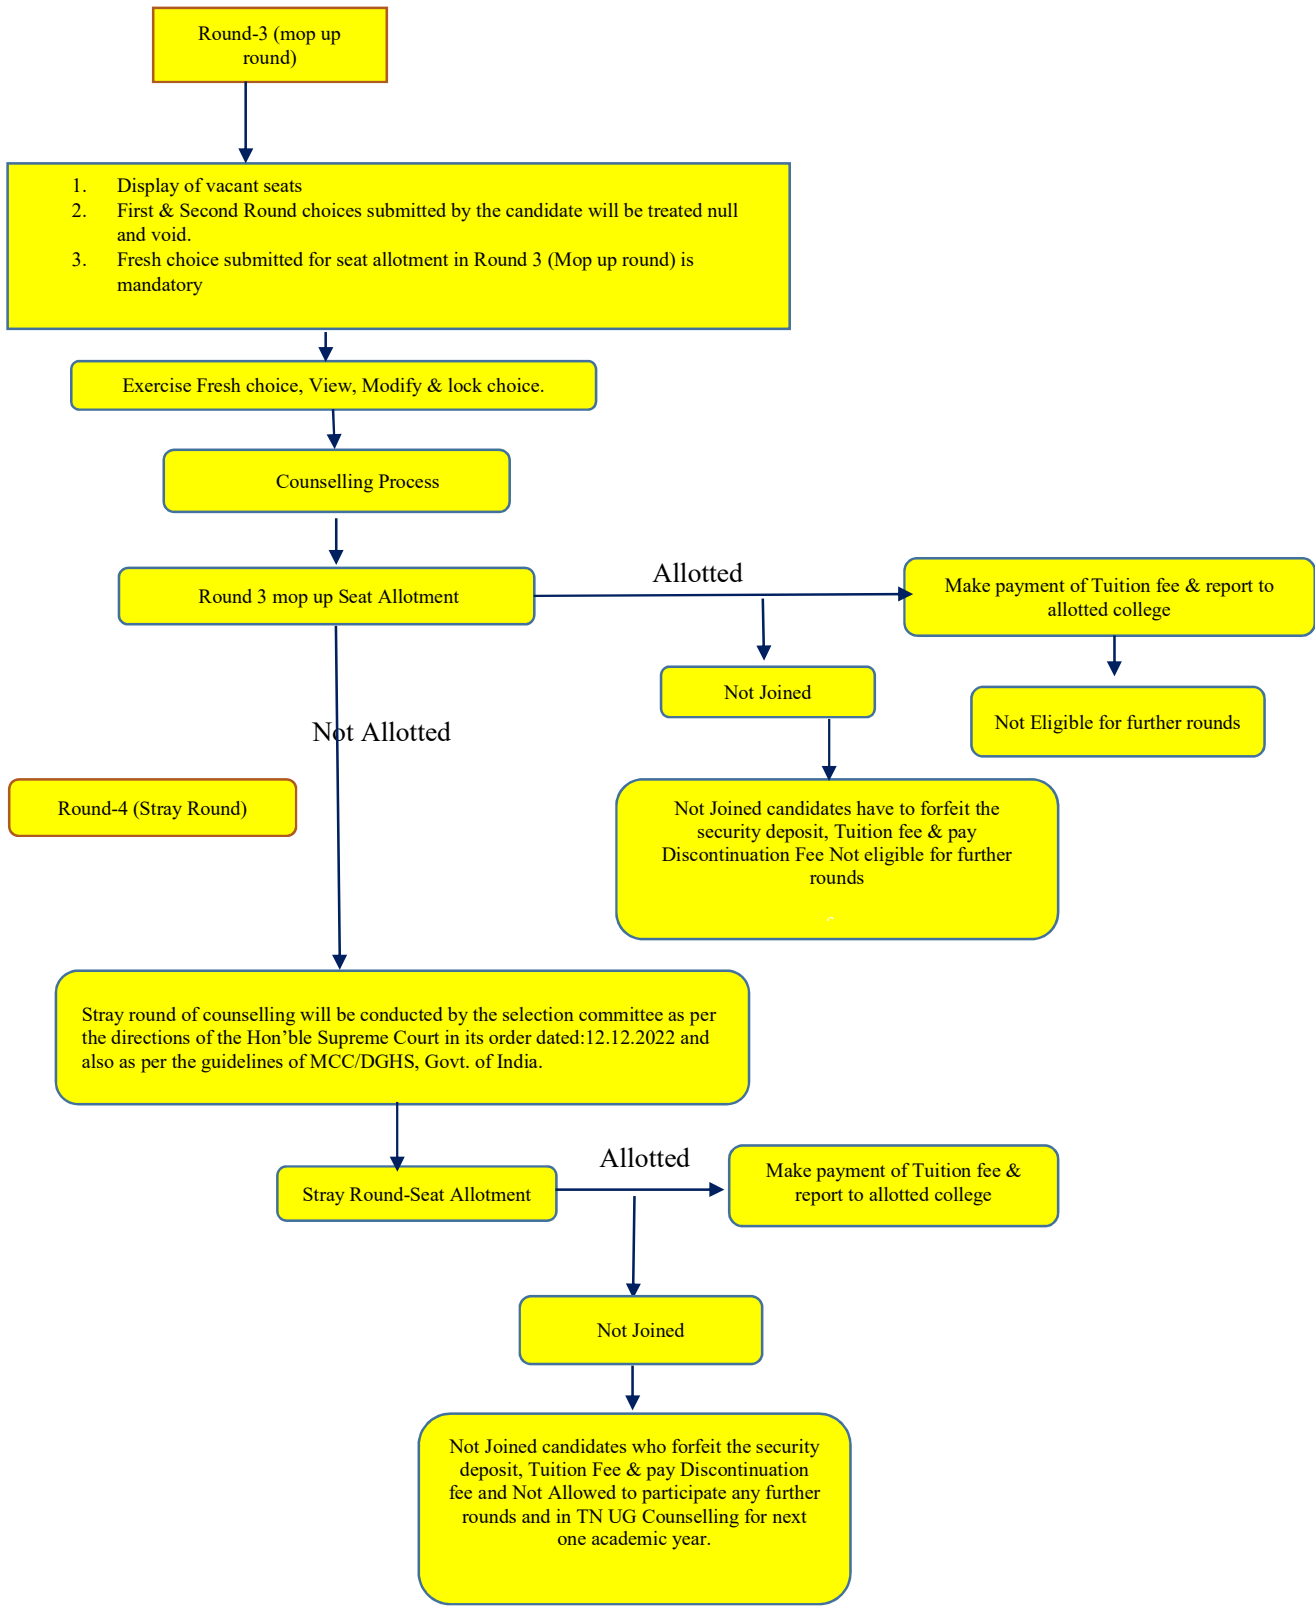 Round-3 (mop up
round)
1. Display of vacant seats
2. First & Second Round choices submitted by the candidate will be treated null
and void.
3. Fresh choice submitted for seat allotment in Round 3 (Mop up round) is
mandatory
Exercise Fresh choice, View, Modify & lock choice.
Counselling Process
Round 3 mop up Seat Allotment
Allotted
Make payment of Tuition fee & report to
allotted college
Not Joined
Not Eligible for further rounds
Not Allotted
Round-4 (Stray Round)
Not Joined candidates have to forfeit the
security deposit, Tuition fee & pay
Discontinuation Fee Not eligible for further
rounds
Stray round of counselling will be conducted by the selection committee as per
the directions of the Hon’ble Supreme Court in its order dated:12.12.2022 and
also as per the guidelines of MCC/DGHS, Govt. of India.
Stray Round-Seat Allotment
Allotted
Make payment of Tuition fee &
report to allotted college
Not Joined
Not Joined candidates who forfeit the security
deposit, Tuition Fee & pay Discontinuation
fee and Not Allowed to participate any further
rounds and in TN UG Counselling for next
one academic year.